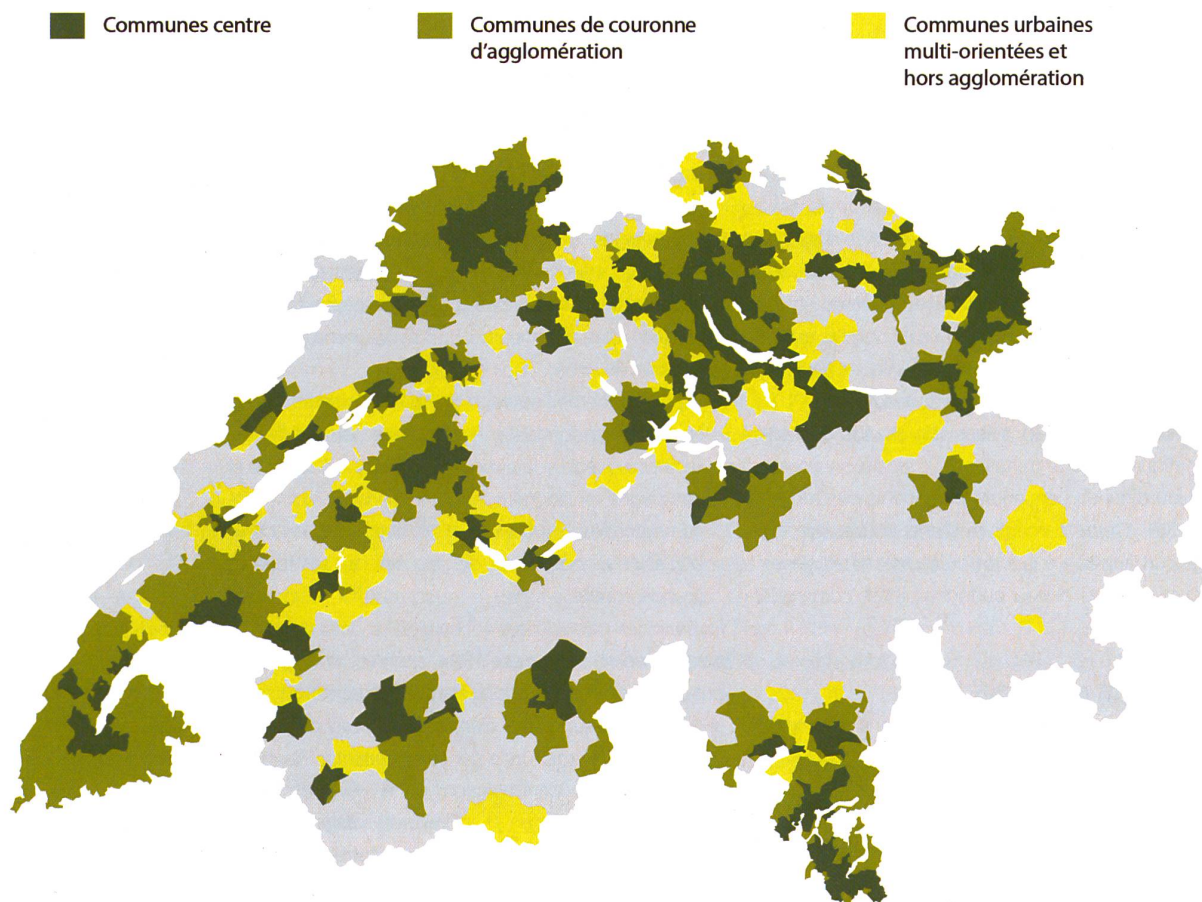 Communes centre
Communes de couronne
d'agglomération
Communes urbaines
multi-orientées et
hors agglomération